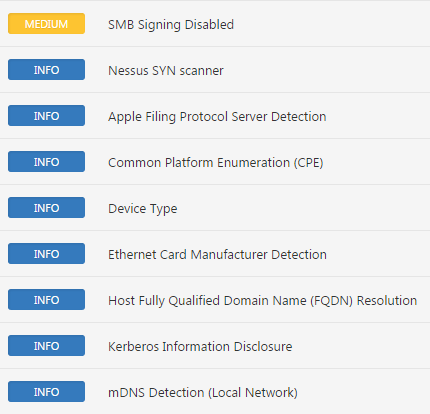 MEDIUM SMB Signing Disabled
INFO Nessus SYN scanner
INFO Apple Filing Protocol Server Detection
INFO Common Platform Enumeration (CPE)
INFO Device Type
INFO Ethernet Card Manufacturer Detection
INFO Host Fully Qualified Domain Name (FQDN) Resolution
INFO Kerberos Information Disclosure
INFO mDNS Detection (Local Network)